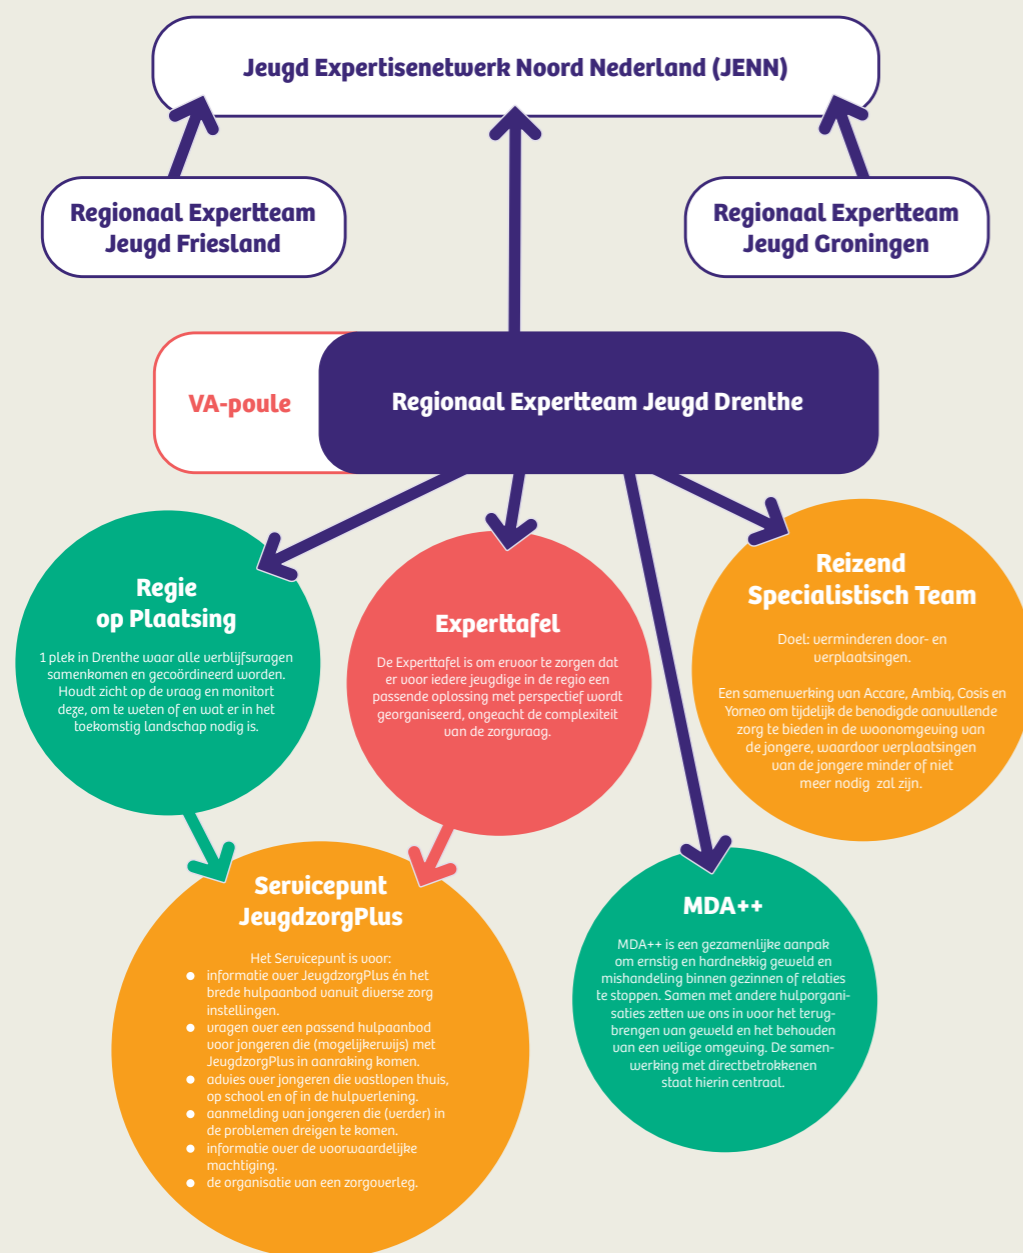 Jeugd Expertisenetwerk Noord Nederland (JENN)
Regionaal Expertteam
Jeugd Friesland
Regionaal Expertteam
Jeugd Groningen
VA-poule
Regionaal Expertteam Jeugd Drenthe
Regie
op Plaatsing
1 plek in Drenthe waar alle verblijfsvragen
samenkomen en gecoördineerd worden.
Houdt zicht op de vraag en monitort
deze, om te weten of en wat er in het
toekomstig landschap nodig is.
Experttafel
De Experttafel is om ervoor te zorgen dat
er voor iedere jeugdige in de regio een
passende oplossing met perspectief wordt
georganiseerd, ongeacht de complexiteit
van de zorgvraag.
Reizend
Specialistisch Team
Doel: verminderen door- en
verplaatsingen.
Een samenwerking van Accare, Ambiq, Cosis en
Yorneo om tijdelijk de benodigde aanvullende
zorg te bieden in de woonomgeving van
de jongere, waardoor verplaatsingen
van de jongere minder of niet
meer nodig zal zijn.
Servicepunt
JeugdzorgPlus
Het Servicepunt is voor:
● informatie over JeugdzorgPlus én het
brede hulpaanbod vanuit diverse zorg
instellingen.
● vragen over een passend hulpaanbod
voor jongeren die (mogelijkerwijs) met
JeugdzorgPlus in aanraking komen.
● advies over jongeren die vastlopen thuis,
op school en of in de hulpverlening.
● aanmelding van jongeren die (verder) in
de problemen dreigen te komen.
● informatie over de voorwaardelijke
machtiging.
● de organisatie van een zorgoverleg.
MDA++
MDA++ is een gezamenlijke aanpak
om ernstig en hardnekkig geweld en
mishandeling binnen gezinnen of relaties
te stoppen. Samen met andere hulporgani-
saties zetten we ons in voor het terug-
brengen van geweld en het behouden
van een veilige omgeving. De samen-
werking met directbetrokkenen
staat hierin centraal.